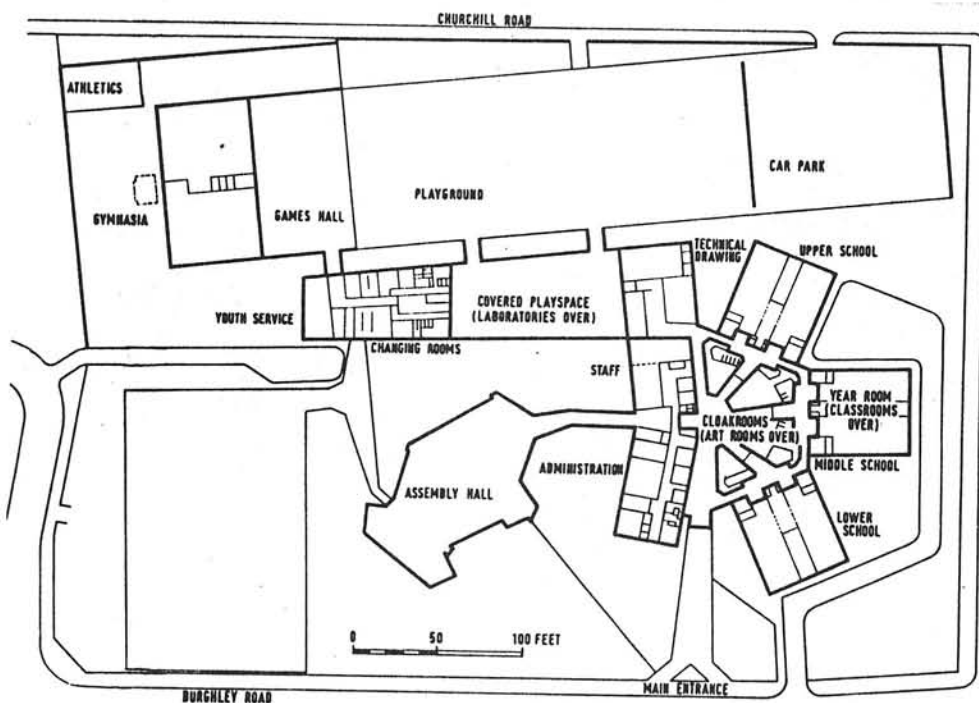 CHURCHILL ROAD
ATHLETICS
CAR PARK
PLAYGROUND
GYMNASIA
GAMES HALL
TECHNICAL
DRAWING
UPPER SCHOOL
COVERED PLAYSPACE
(LABORATORIES OVER)
YOUTH SERVICE
CHANGING ROOMS
STAFF
YEAR ROOM
(CLASSROOMS
OVER)
CLOAKROOMS
(ART ROOMS OVER)
MIDDLE SCHOOL
ADMINISTRATION
ASSEMBLY HALL
LOWER
SCHOOL
0 50 100 FEET
MAIN ENTRANCE
BURGHLEY ROAD